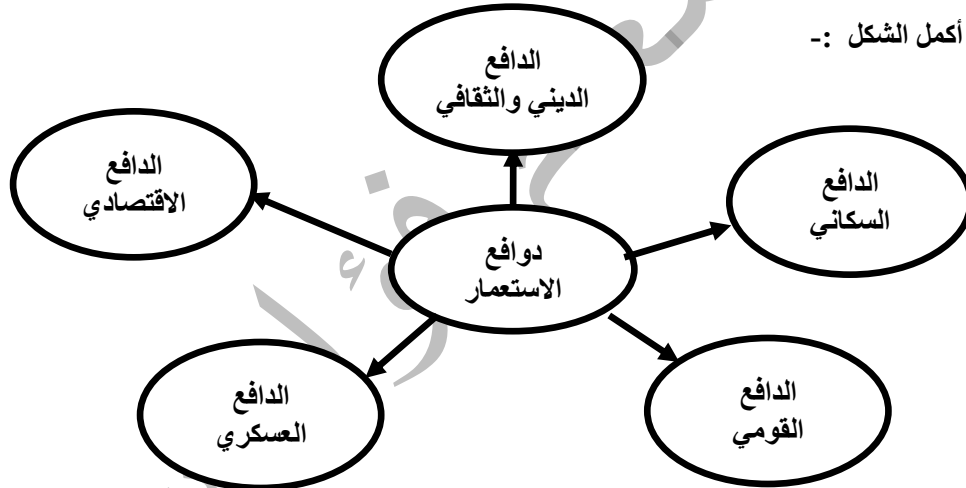 أكمل الشكل :-
الدافع
الديني والثقافي
الدافع
السكاني
الدافع
الاقتصادي
دوافع
الاستعمار
الدافع
القومي
الدافع
العسكري